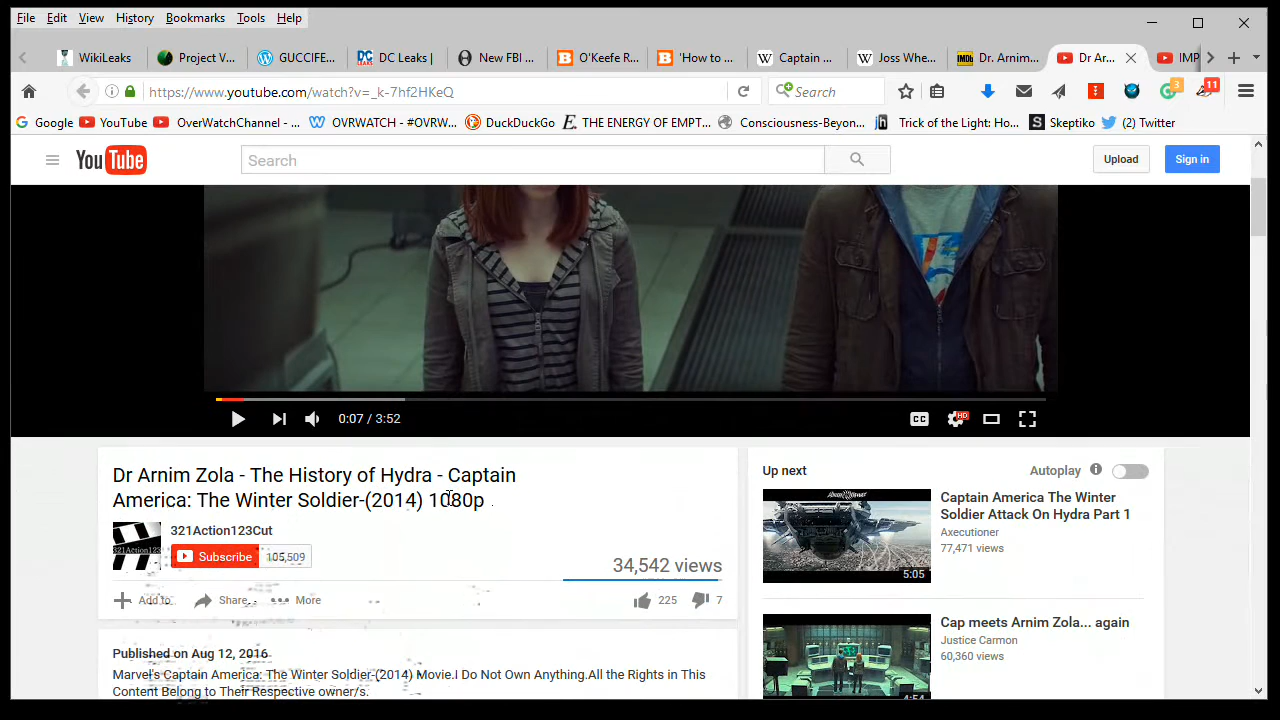 File Edit View History Bookmarks Tools Help
WikiLeaks Project V... GUCCIFE... DC Leaks | New FBI ... O'Keefe R... 'How to ... Captain ... Joss Whe... Dr. Arnim... Dr Ar... IMP
https://www.youtube.com/watch?v=_k-7hf2HKeQ Search 3 11
Google YouTube OverWatchChannel - ... OVRWATCH - #OVRW... DuckDuckGo THE ENERGY OF EMPT... Consciousness-Beyon... Trick of the Light: Ho... Skeptiko (2) Twitter
YouTube Search Upload Sign in
0:07 / 3:52 CC HD
Dr Arnim Zola - The History of Hydra - Captain
America: The Winter Soldier-(2014) 1080p
321Action123Cut
Subscribe 105,509
34,542 views
Add to Share More 225 7
Published on Aug 12, 2016
Marvel's Captain America: The Winter Soldier-(2014) Movie.I Do Not Own Anything.All the Rights in This
Content Belong to Their Respective owner/s.
Up next Autoplay
Captain America The Winter
Soldier Attack On Hydra Part 1
Axecutioner
77,471 views
5:05
Cap meets Arnim Zola... again
Justice Carmon
60,360 views
4:54